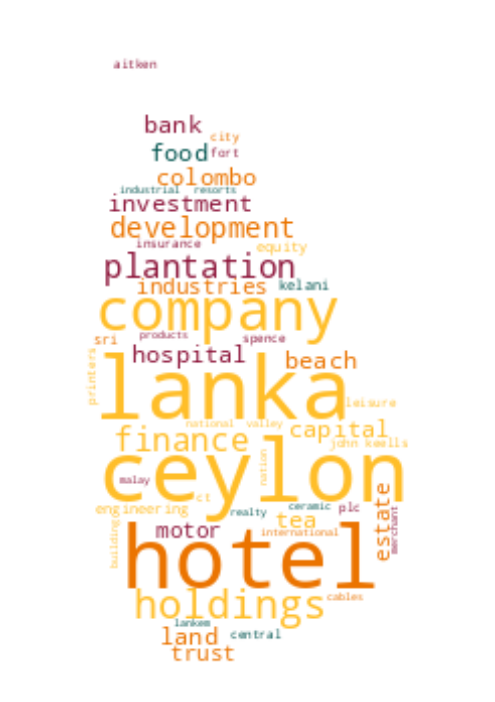 aitken
bank
city
food
fort
colombo
industrial
resorts
investment
development
insurance
equity
plantation
industries
kelani
company
products
sri
spence
hospital
beach
printers
lanka
leisure
national
valley
capital
finance
john keells
ceylon
nation
malay
ct
estate
engineering
realty
ceramic
plc
tea
merchant
building
motor
international
hotel
holdings
cables
lankem
land
central
trust